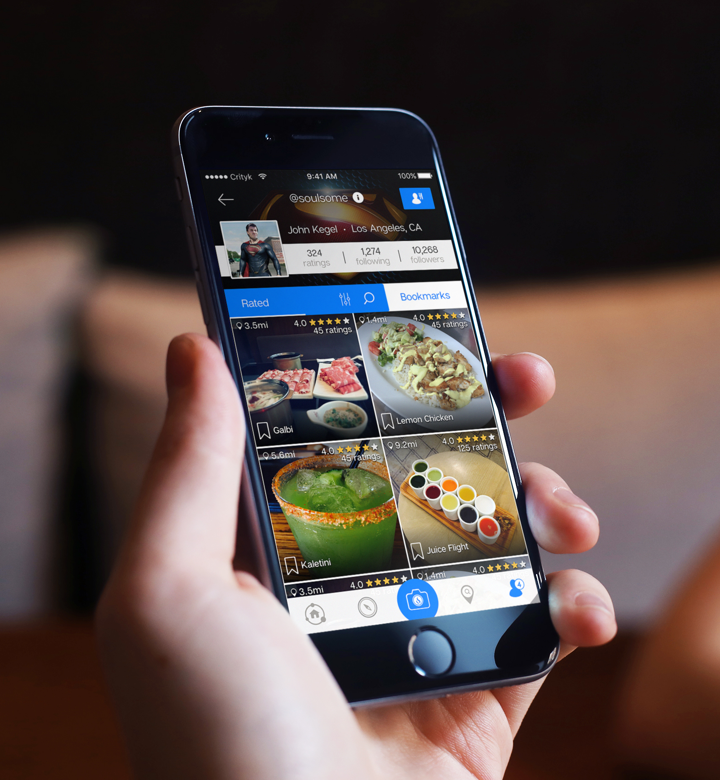 Crityk 9:41 AM 100%
@soulsome
John Kegel · Los Angeles, CA
324 1,274 10,268
ratings following followers
Rated Bookmarks
3.5mi 4.0 1.4mi 4.0
45 ratings 45 ratings
Galbi Lemon Chicken
5.6mi 4.0 9.2mi 4.0
45 ratings 125 ratings
Kaletini Juice Flight
3.5mi 4.0 1.4mi 4.0
4